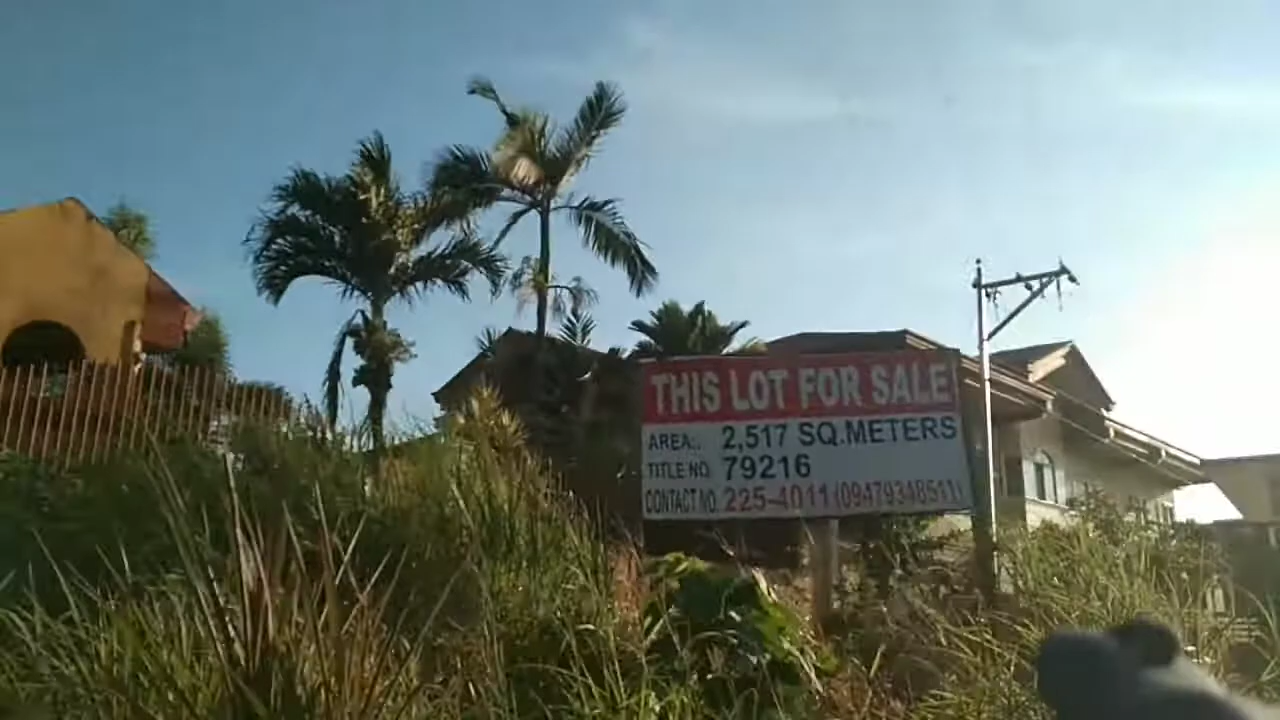 THIS LOT FOR SALE
AREA:. 2,517 SQ.METERS
TITLE NO. 79216
CONTACT NO. 225-4011 (09479348511)